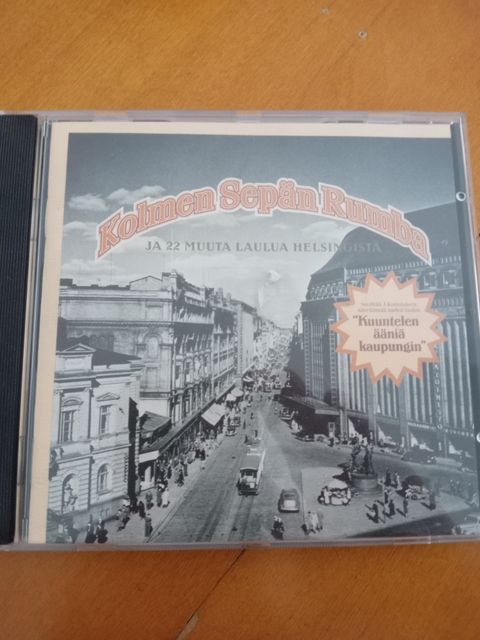 Kolmen Sepän Rumba
JA 22 MUUTA LAULUA HELSINGISTÄ
"Kuuntelen
ääniä
kaupungin"